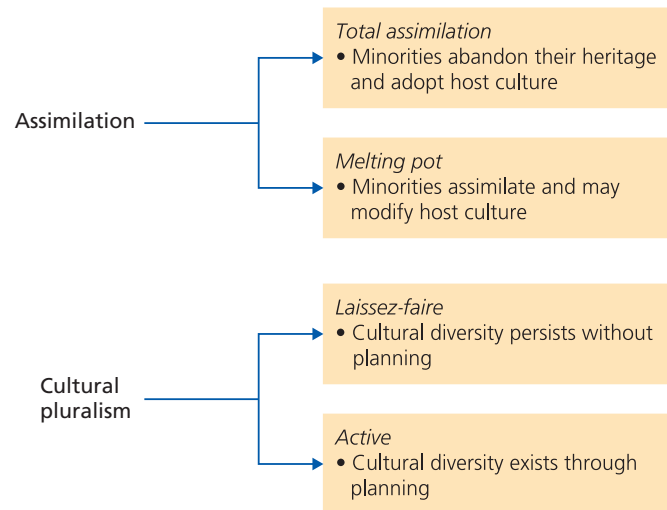 Assimilation
Total assimilation
• Minorities abandon their heritage
and adopt host culture
Melting pot
• Minorities assimilate and may
modify host culture
Cultural
pluralism
Laissez-faire
• Cultural diversity persists without
planning
Active
• Cultural diversity exists through
planning